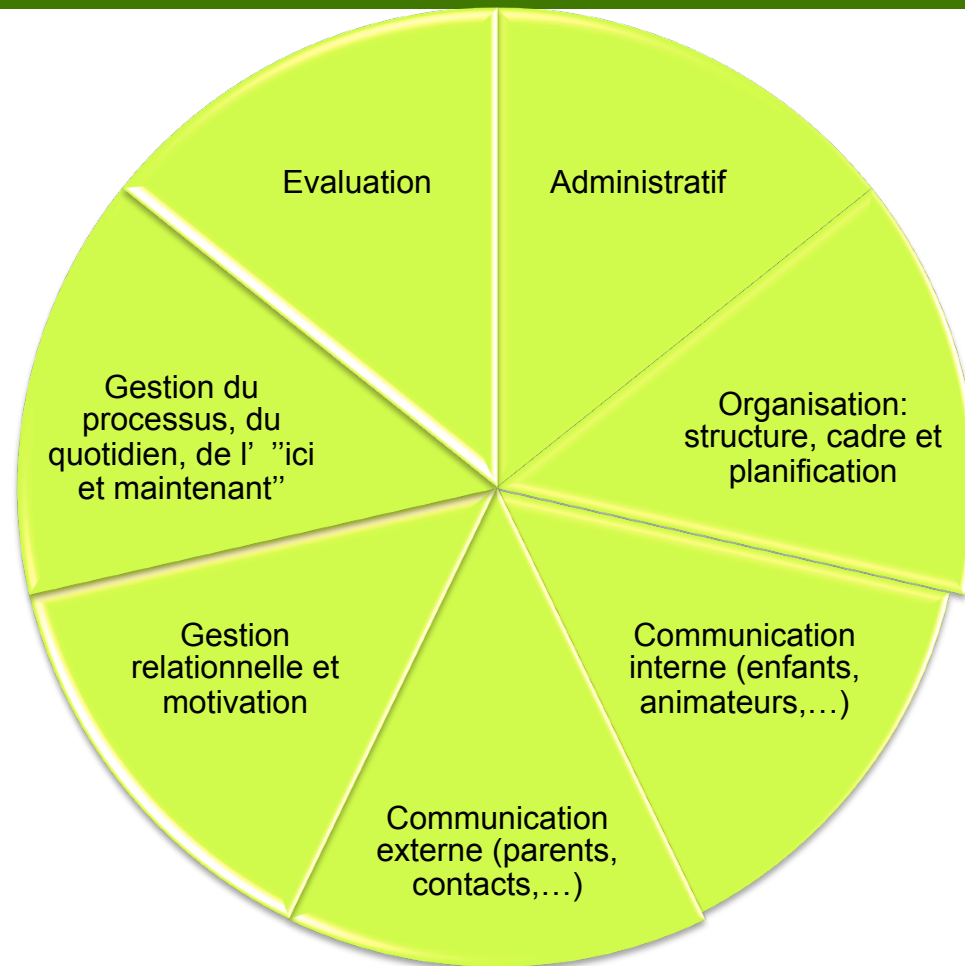 Evaluation
Administratif
Gestion du
processus, du
quotidien, de l' ’’ici
et maintenant’’
Organisation:
structure, cadre et
planification
Gestion
relationnelle et
motivation
Communication
interne (enfants,
animateurs,…)
Communication
externe (parents,
contacts,…)